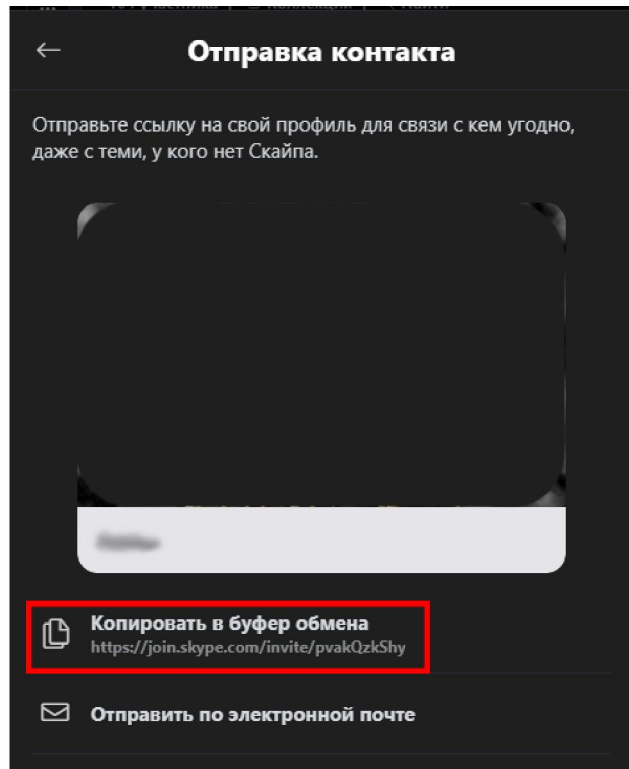 Отправка контакта
Отправьте ссылку на свой профиль для связи с кем угодно,
даже с теми, у кого нет Скайпа.
Копировать в буфер обмена
https://join.skype.com/invite/pvakQzkShy
Отправить по электронной почте